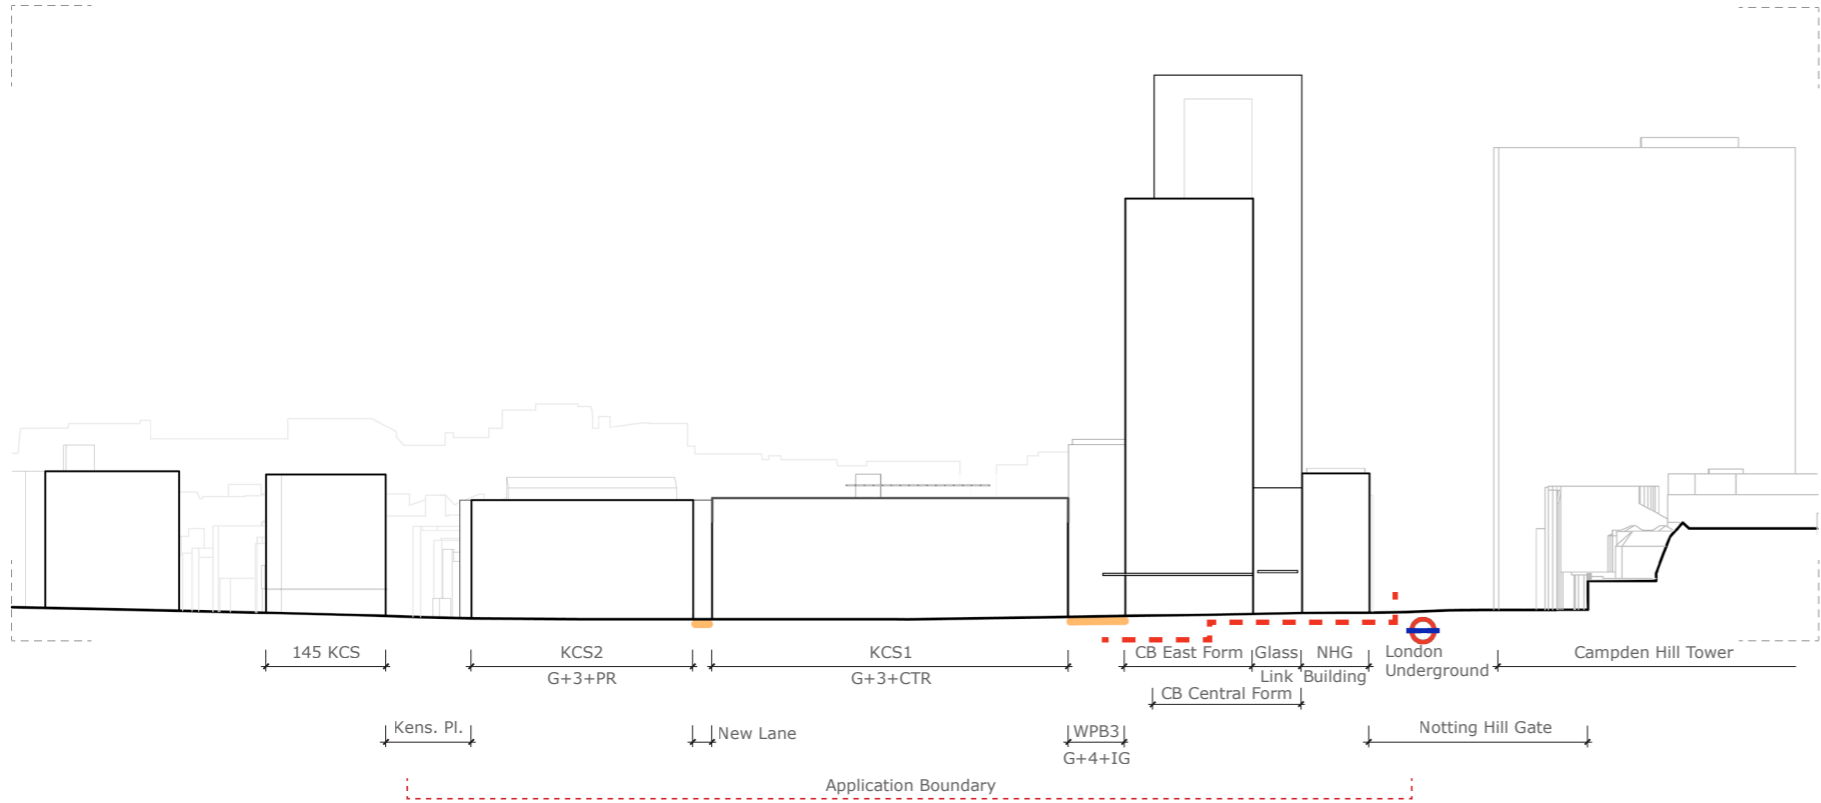 145 KCS
KCS2
G+3+PR
KCS1
G+3+CTR
CB East Form
Glass
Link
NHG
Building
CB Central Form
London
Underground
Campden Hill Tower
Kens. Pl.
New Lane
WPB3
G+4+IG
Notting Hill Gate
Application Boundary